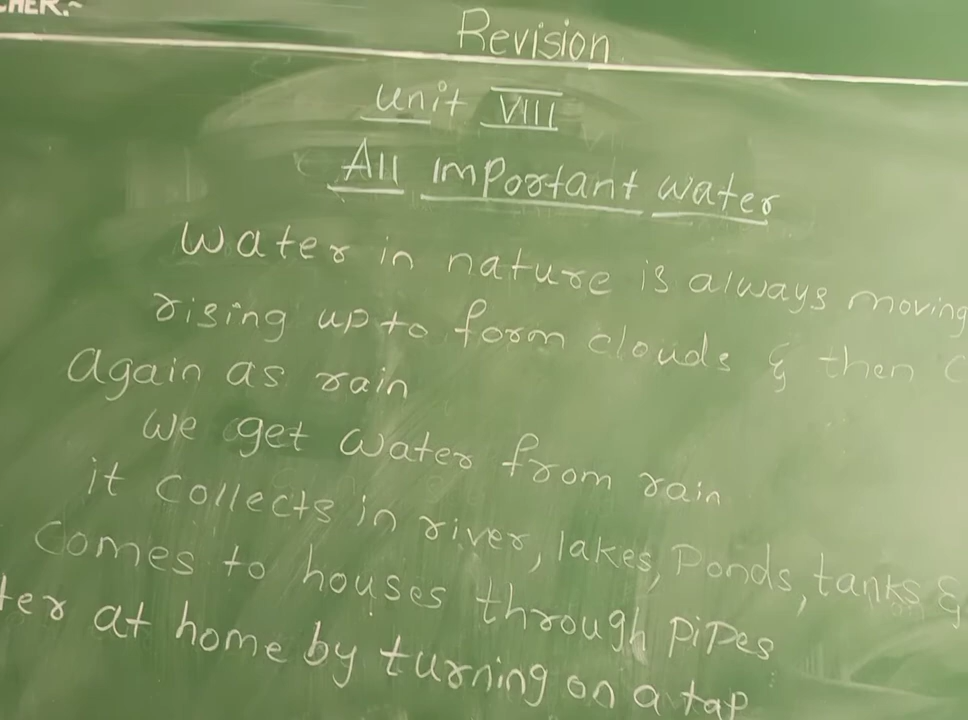 CHER:~
Revision
unit VIII
All important water
Water in nature is always moving
rising up to form clouds & then
again as rain
we get water from rain
it collects in river, lakes, Ponds, tanks &
comes to houses through pipes
ter at home by turning on a tap